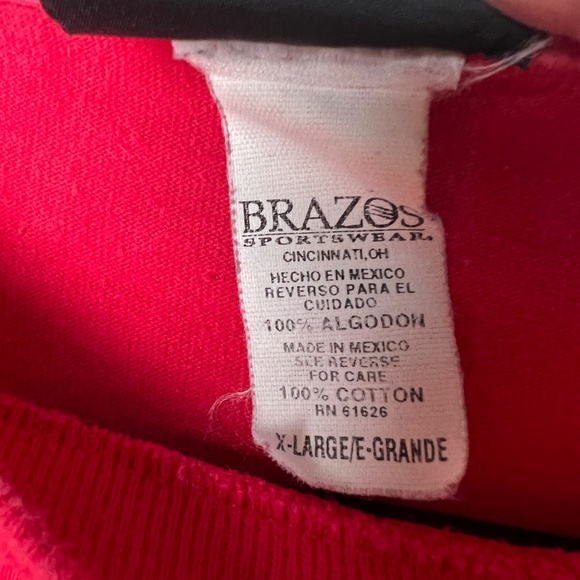 BRAZOS
SPORTSWEAR®
CINCINNATI, OH
HECHO EN MEXICO
REVERSO PARA EL
CUIDADO
100% ALGODON
MADE IN MEXICO
SEE REVERSE
FOR CARE
100% COTTON
RN 61626
X-LARGE/E-GRANDE